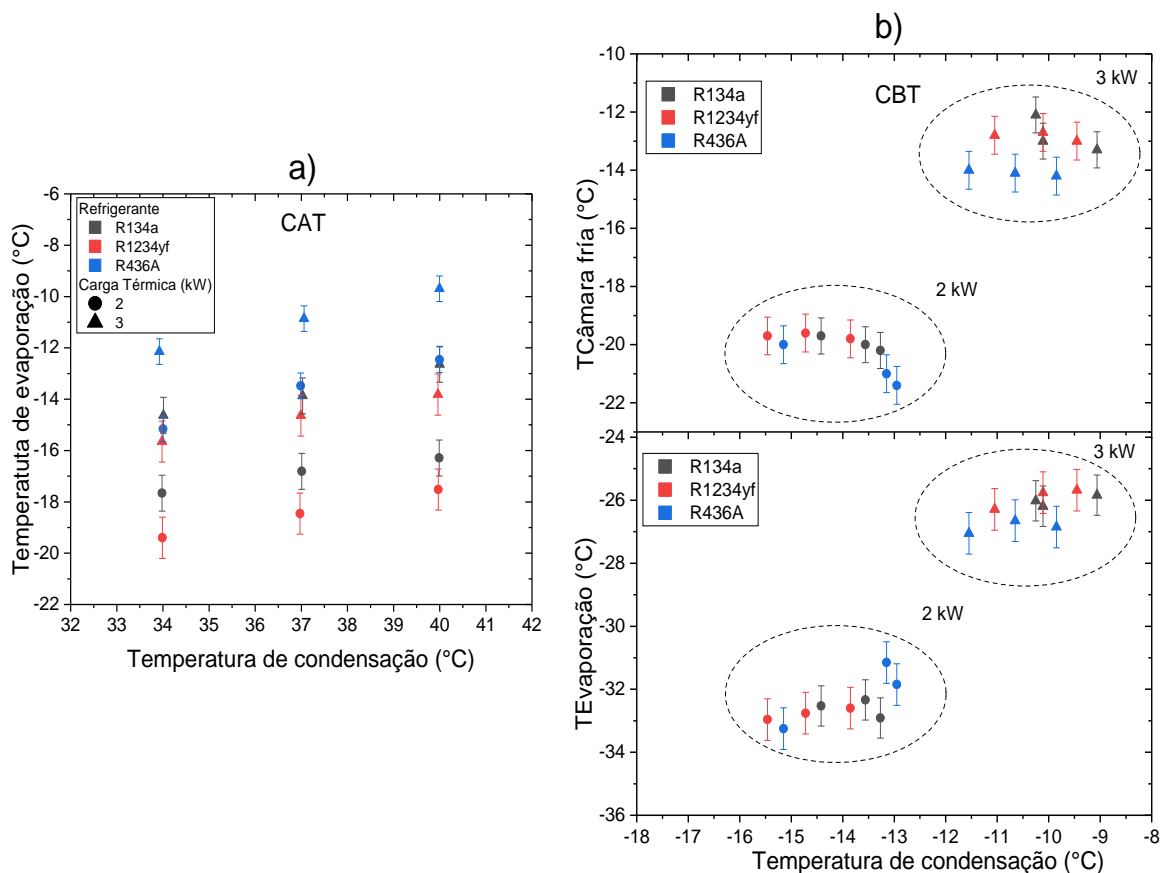 a)
Temperatuta de evaporação (°C)
-6
-8
-10
-12
-14
-16
-18
-20
-22
Refrigerante
R134a
R1234yf
R436A
Carga Térmica (kW)
2
3
CAT
32 33 34 35 36 37 38 39 40 41 42
Temperatura de condensação (°C)
b)
TCâmara fría (°C)
-10
-12
-14
-16
-18
-20
-22
R134a
R1234yf
R436A
CBT
3 kW
2 kW
TEvaporação (°C)
-24
-26
-28
-30
-32
-34
-36
R134a
R1234yf
R436A
3 kW
2 kW
-18 -17 -16 -15 -14 -13 -12 -11 -10 -9 -8
Temperatura de condensação (°C)